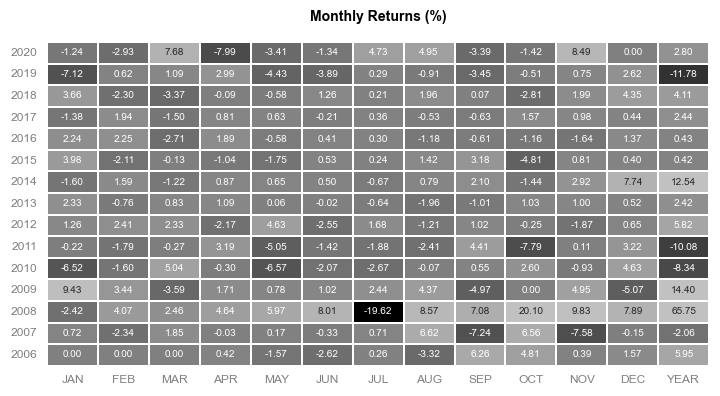 Monthly Returns (%)
2020 -1.24 -2.93 7.68 -7.99 -3.41 -1.34 4.73 4.95 -3.39 -1.42 8.49 0.00 2.80
2019 -7.12 0.62 1.09 2.99 -4.43 -3.89 0.29 -0.91 -3.45 -0.51 0.75 2.62 -11.78
2018 3.66 -2.30 -3.37 -0.09 -0.58 1.26 0.21 1.96 0.07 -2.81 1.99 4.35 4.11
2017 -1.38 1.94 -1.50 0.81 0.63 -0.21 0.36 -0.53 -0.63 1.57 0.98 0.44 2.44
2016 2.24 2.25 -2.71 1.89 -0.58 0.41 0.30 -1.18 -0.61 -1.16 -1.64 1.37 0.43
2015 3.98 -2.11 -0.13 -1.04 -1.75 0.53 0.24 1.42 3.18 -4.81 0.81 0.40 0.42
2014 -1.60 1.59 -1.22 0.87 0.65 0.50 -0.67 0.79 2.10 -1.44 2.92 7.74 12.54
2013 2.33 -0.76 0.83 1.09 0.06 -0.02 -0.64 -1.96 -1.01 1.03 1.00 0.52 2.42
2012 1.26 2.41 2.33 -2.17 4.63 -2.55 1.68 -1.21 1.02 -0.25 -1.87 0.65 5.82
2011 -0.22 -1.79 -0.27 3.19 -5.05 -1.42 -1.88 -2.41 4.41 -7.79 0.11 3.22 -10.08
2010 -6.52 -1.60 5.04 -0.30 -6.57 -2.07 -2.67 -0.07 0.55 2.60 -0.93 4.63 -8.34
2009 9.43 3.44 -3.59 1.71 0.78 1.02 2.44 4.37 -4.97 0.00 4.95 -5.07 14.40
2008 -2.42 4.07 2.46 4.64 5.97 8.01 -19.62 8.57 7.08 20.10 9.83 7.89 65.75
2007 0.72 -2.34 1.85 -0.03 0.17 -0.33 0.71 6.62 -7.24 6.56 -7.58 -0.15 -2.06
2006 0.00 0.00 0.00 0.42 -1.57 -2.62 0.26 -3.32 6.26 4.81 0.39 1.57 5.95
JAN FEB MAR APR MAY JUN JUL AUG SEP OCT NOV DEC YEAR